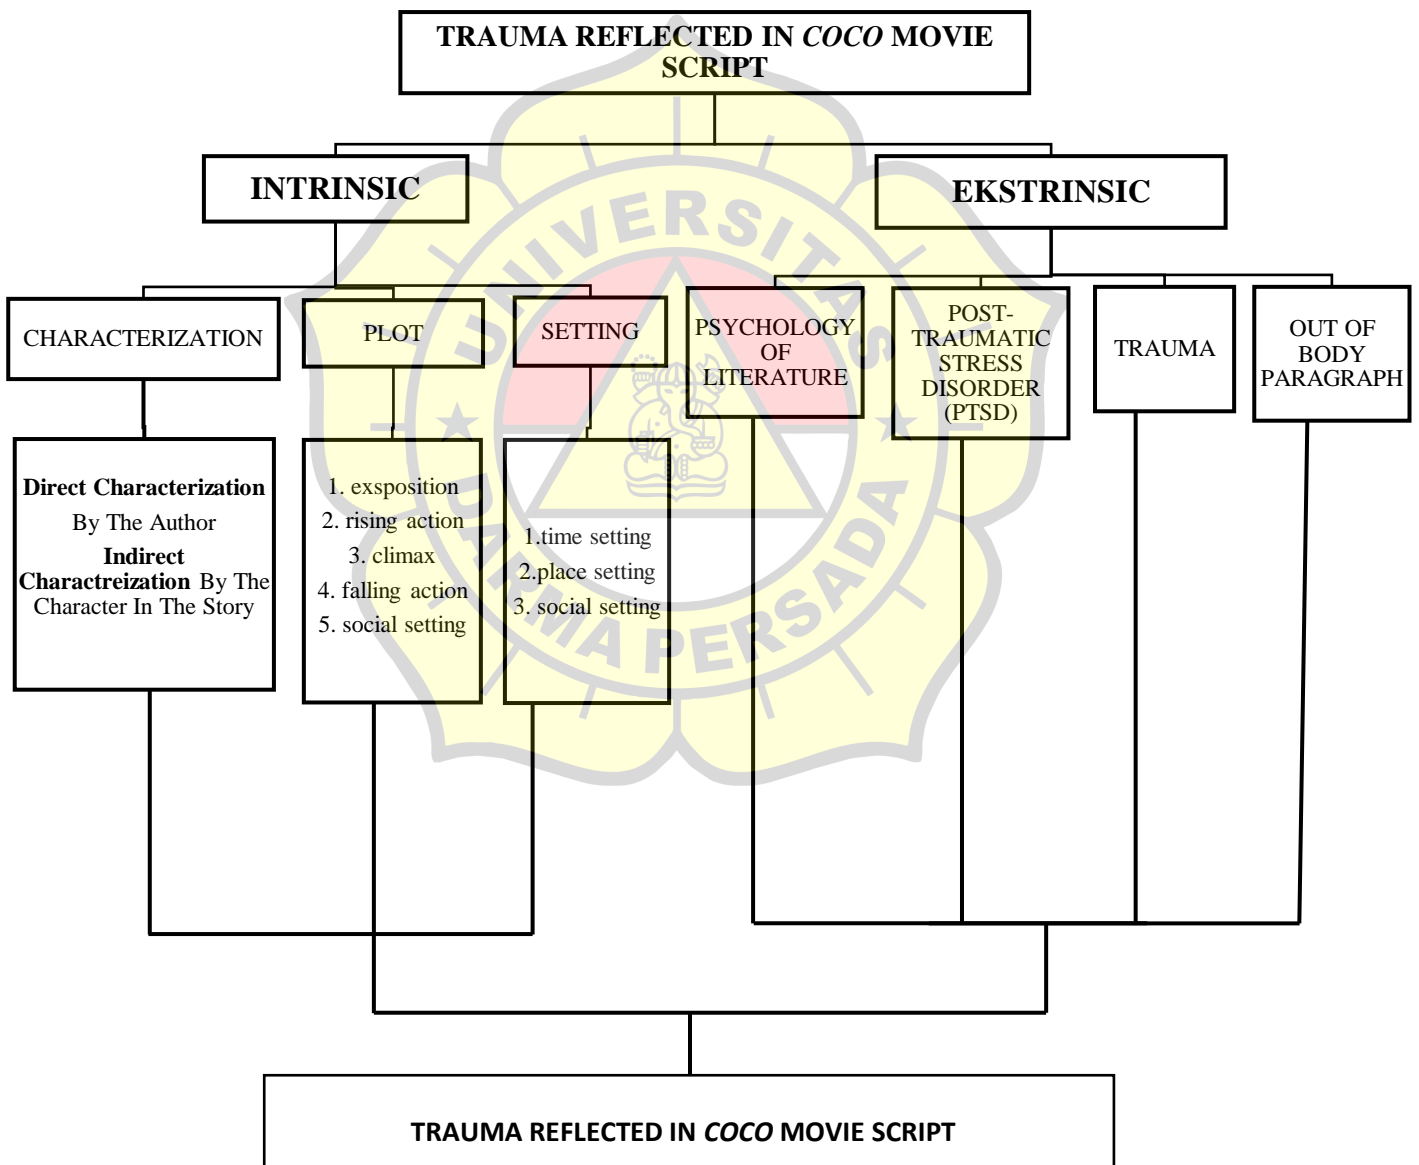 TRAUMA REFLECTED IN COCO MOVIE
SCRIPT
INTRINSIC
EKSTRINSIC
CHARACTERIZATION
PLOT
SETTING
PSYCHOLOGY
OF
LITERATURE
POST-
TRAUMATIC
STRESS
DISORDER
(PTSD)
TRAUMA
OUT OF
BODY
PARAGRAPH
Direct Characterization
By The Author
Indirect
Charactreization By The
Character In The Story
1. exsposition
2. rising action
3. climax
4. falling action
5. social setting
1.time setting
2.place setting
3. social setting
UNIVERSITAS
DARMA PERSADA
TRAUMA REFLECTED IN COCO MOVIE SCRIPT